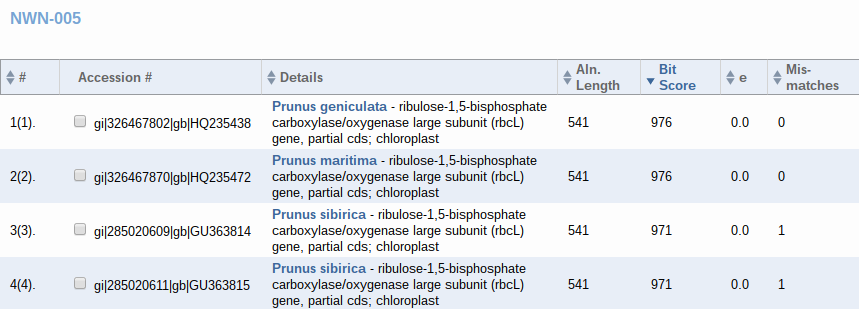 NWN-005
# Accession # Details Aln. Length Bit Score e Mis-matches
1(1). gi|326467802|gb|HQ235438 Prunus geniculata - ribulose-1,5-bisphosphate 541 976 0.0 0
carboxylase/oxygenase large subunit (rbcL)
gene, partial cds; chloroplast
2(2). gi|326467870|gb|HQ235472 Prunus maritima - ribulose-1,5-bisphosphate 541 976 0.0 0
carboxylase/oxygenase large subunit (rbcL)
gene, partial cds; chloroplast
3(3). gi|285020609|gb|GU363814 Prunus sibirica - ribulose-1,5-bisphosphate 541 971 0.0 1
carboxylase/oxygenase large subunit (rbcL)
gene, partial cds; chloroplast
4(4). gi|285020611|gb|GU363815 Prunus sibirica - ribulose-1,5-bisphosphate 541 971 0.0 1
carboxylase/oxygenase large subunit (rbcL)
gene, partial cds; chloroplast